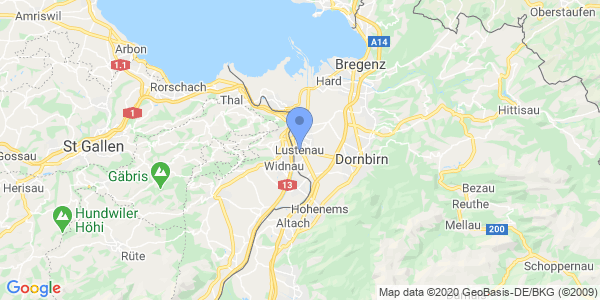 Amriswil
Oberstaufen
Arbon
A14
Bregenz
1.1
Hard
Rorschach
Thal
Hittisau
1
St Gallen
Lustenau
Dornbirn
Gossau
Gäbris
Widnau
Herisau
13
Bezau
Hohenems
Reuthe
Hundwiler
Höhi
Altach
Mellau
200
Rüte
Schoppernau
Google
Map data ©2020 GeoBasis-DE/BKG (©2009)